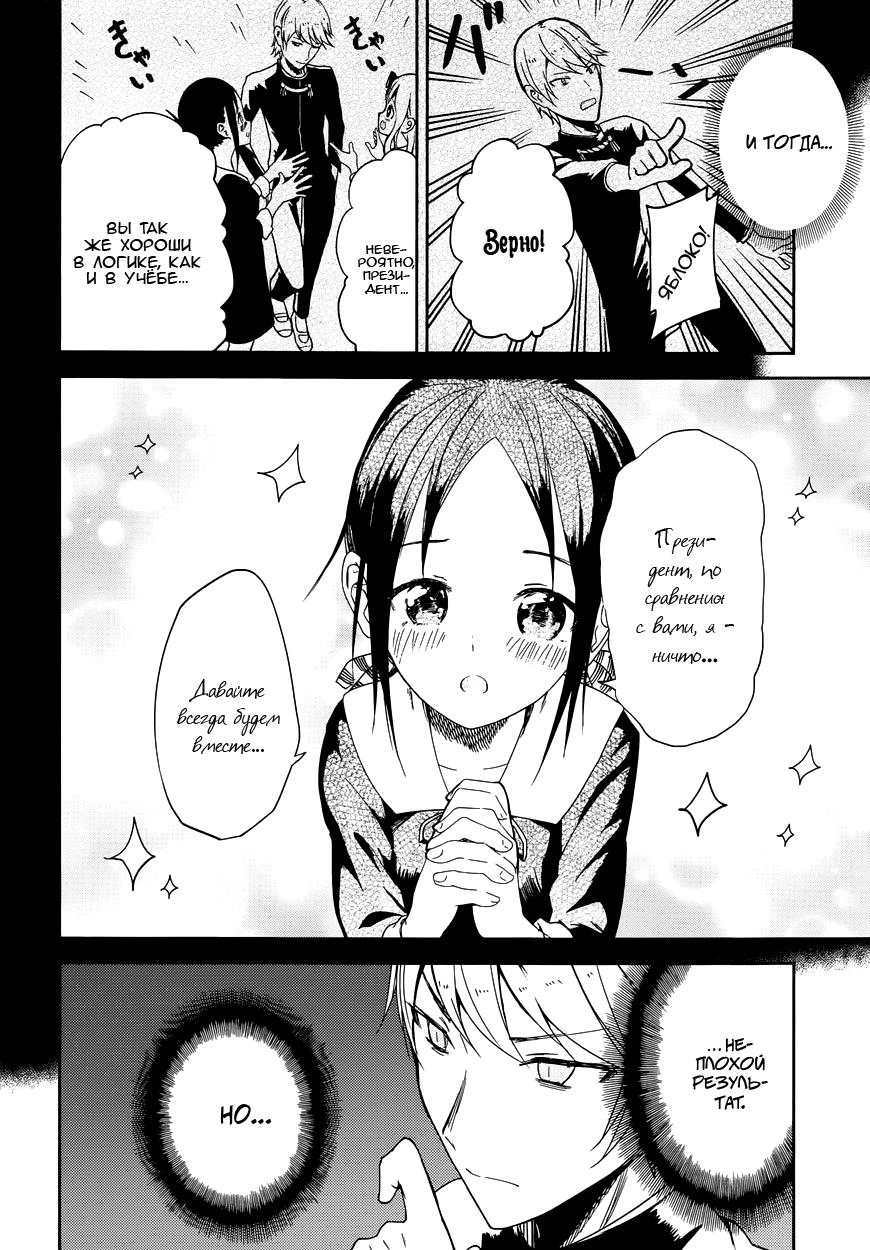 И ТОГДА...
ЯБЛОКО!
Верно!
НЕВЕ-
РОЯТНО,
ПРЕЗИ-
ДЕНТ...
ВЫ ТАК
ЖЕ ХОРОШИ
В ЛОГИКЕ, КАК
И В УЧЁБЕ...
きゃい
きゃい
Прези-
дент, по
сравнению
с вами, я -
ничто...
Давайте
всегда будем
вместе...
...НЕ-
ПЛОХОЙ
РЕЗУЛЬ-
ТАТ.
НО...